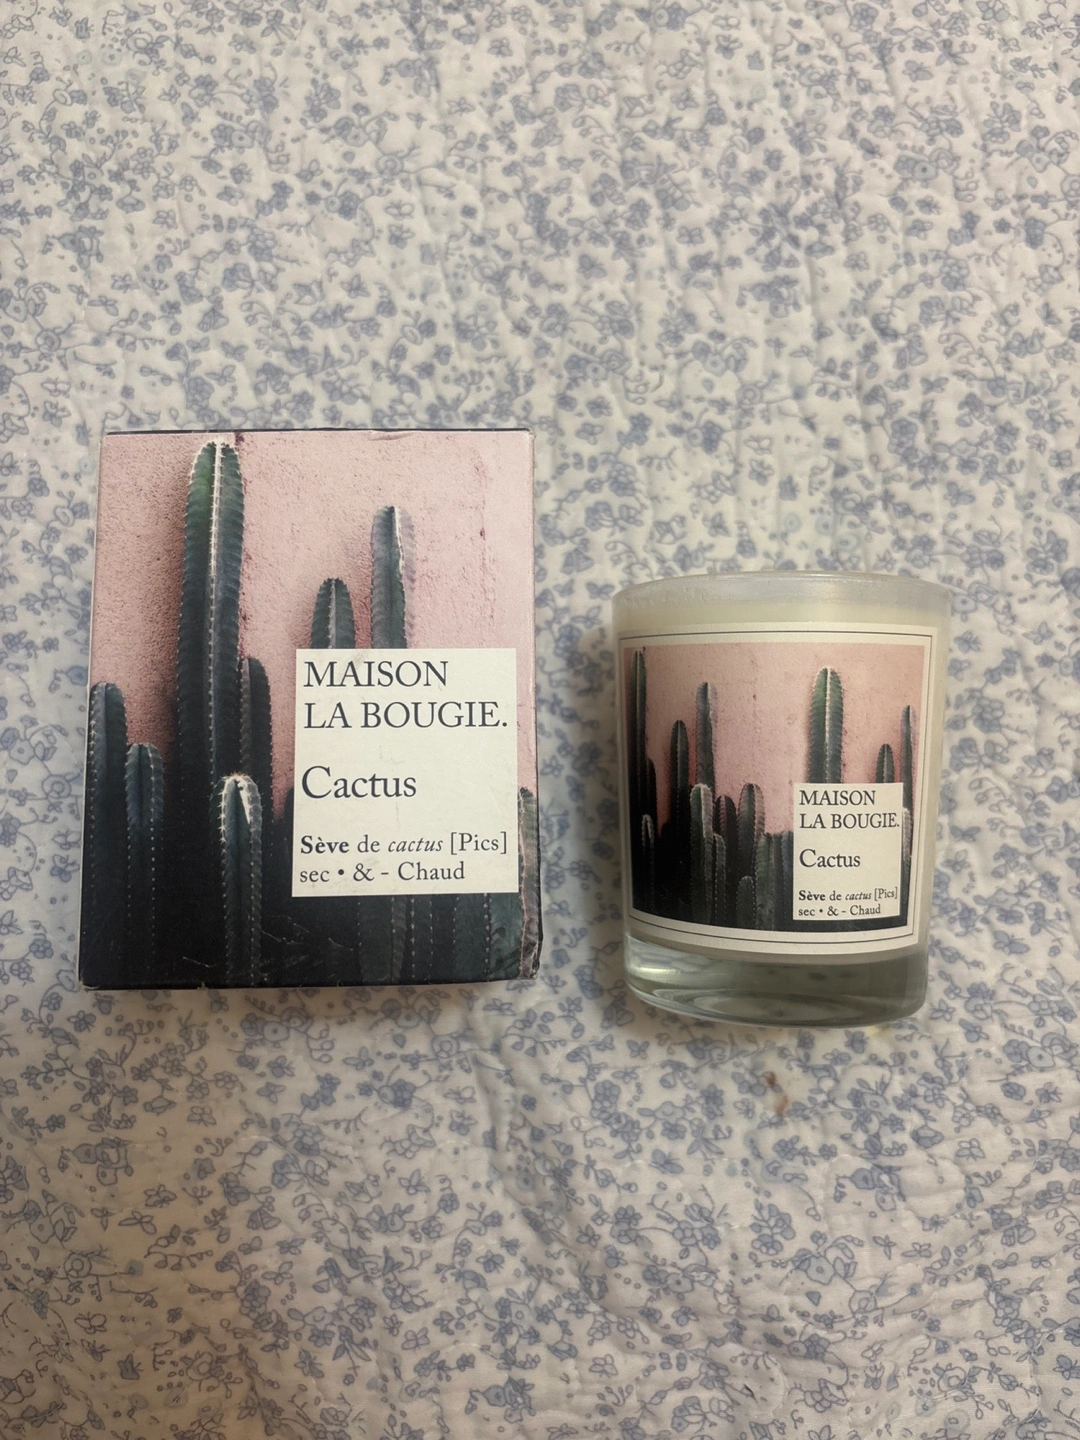 MAISON
LA BOUGIE.
Cactus
Sève de cactus [Pics]
sec • & - Chaud
MAISON
LA BOUGIE.
Cactus
Sève de cactus [Pics]
sec • & - Chaud